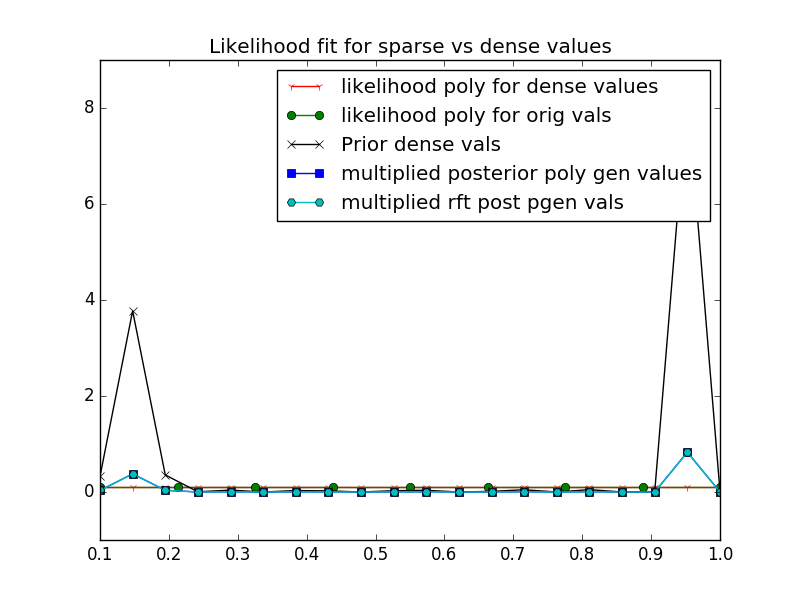 Likelihood fit for sparse vs dense values
likelihood poly for dense values
likelihood poly for orig vals
Prior dense vals
multiplied posterior poly gen values
multiplied rft post pgen vals
8
6
4
2
0
0.1 0.2 0.3 0.4 0.5 0.6 0.7 0.8 0.9 1.0